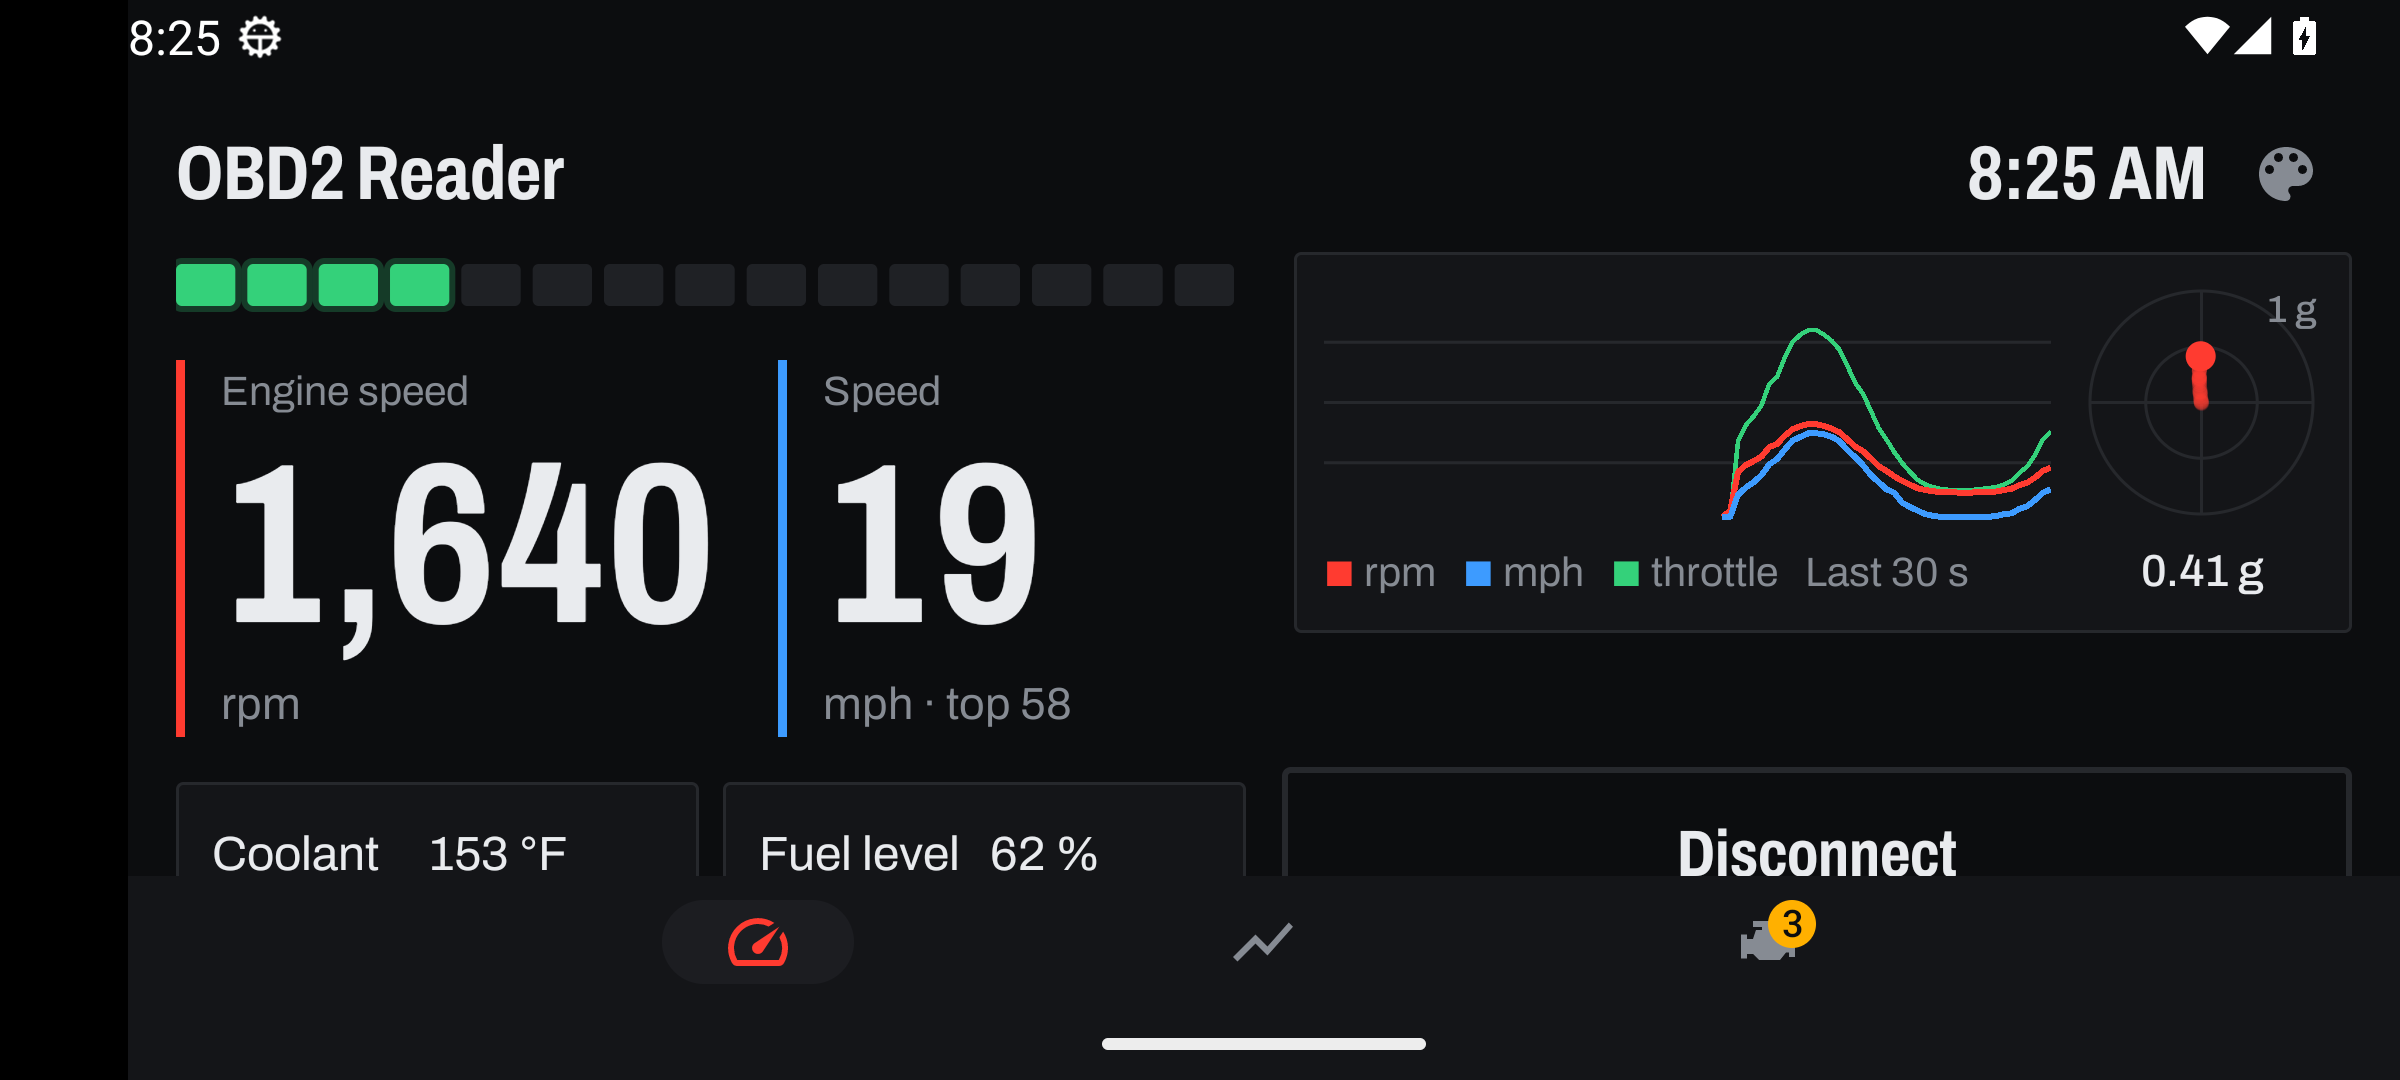 8:25
OBD2 Reader
8:25 AM
Engine speed
1,640
rpm
Speed
19
mph · top 58
1 g
rpm mph throttle Last 30 s
0.41 g
Coolant 153 °F
Fuel level 62 %
Disconnect
3